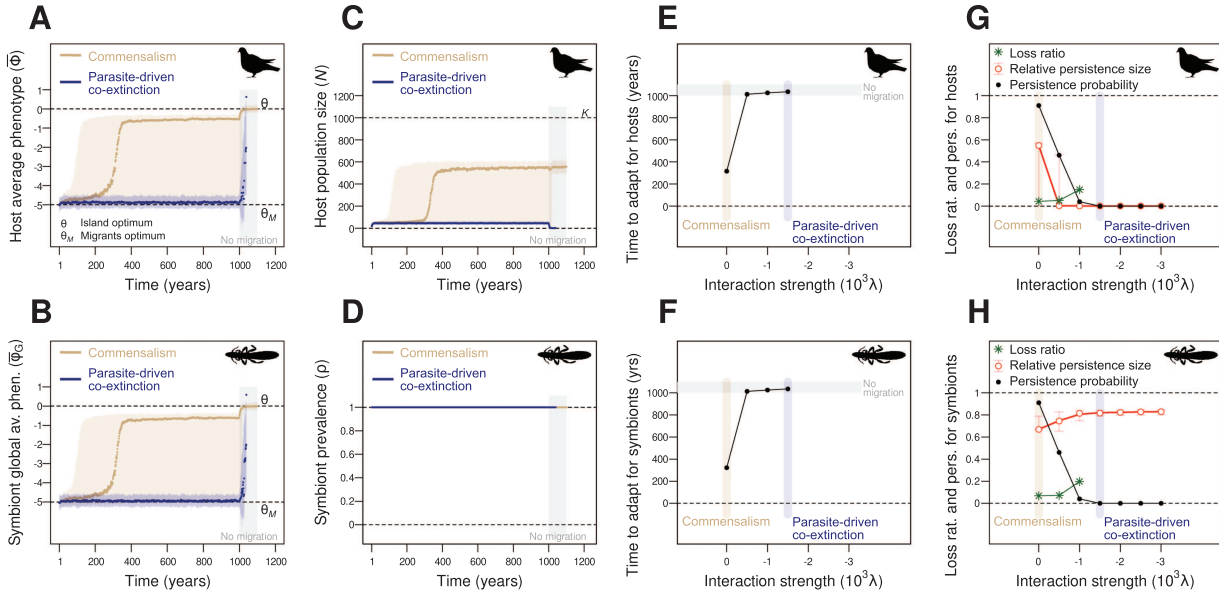 A
Host average phenotype (Φ)
Commensalism
Parasite-driven
co-extinction
1
0
-1
-2
-3
-4
-5
θ
θM
θ Island optimum
θM Migrants optimum
No migration
1 200 400 600 800 1000 1200
Time (years)
C
Host population size (N)
Commensalism
Parasite-driven
co-extinction
1200
1000
800
600
400
200
0
K
No migration
1 200 400 600 800 1000 1200
Time (years)
E
Time to adapt for hosts (years)
1000
800
600
400
200
0
No
migration
Commensalism
Parasite-driven
co-extinction
0 -1 -2 -3
Interaction strength (10³λ)
G
Loss rat. and pers. for hosts
Loss ratio
Relative persistence size
Persistence probability
1
0.8
0.6
0.4
0.2
0
Commensalism
Parasite-driven
co-extinction
0 -1 -2 -3
Interaction strength (10³λ)
B
Symbiont global av. phen. (φG)
Commensalism
Parasite-driven
co-extinction
1
0
-1
-2
-3
-4
-5
θ
θM
No migration
1 200 400 600 800 1000 1200
Time (years)
D
Symbiont prevalence (ρ)
Commensalism
Parasite-driven
co-extinction
1
0.8
0.6
0.4
0.2
0
No migration
1 200 400 600 800 1000 1200
Time (years)
F
Time to adapt for symbionts (yrs)
1000
800
600
400
200
0
No
migration
Commensalism
Parasite-driven
co-extinction
0 -1 -2 -3
Interaction strength (10³λ)
H
Loss rat. and pers. for symbionts
Loss ratio
Relative persistence size
Persistence probability
1
0.8
0.6
0.4
0.2
0
Commensalism
Parasite-driven
co-extinction
0 -1 -2 -3
Interaction strength (10³λ)